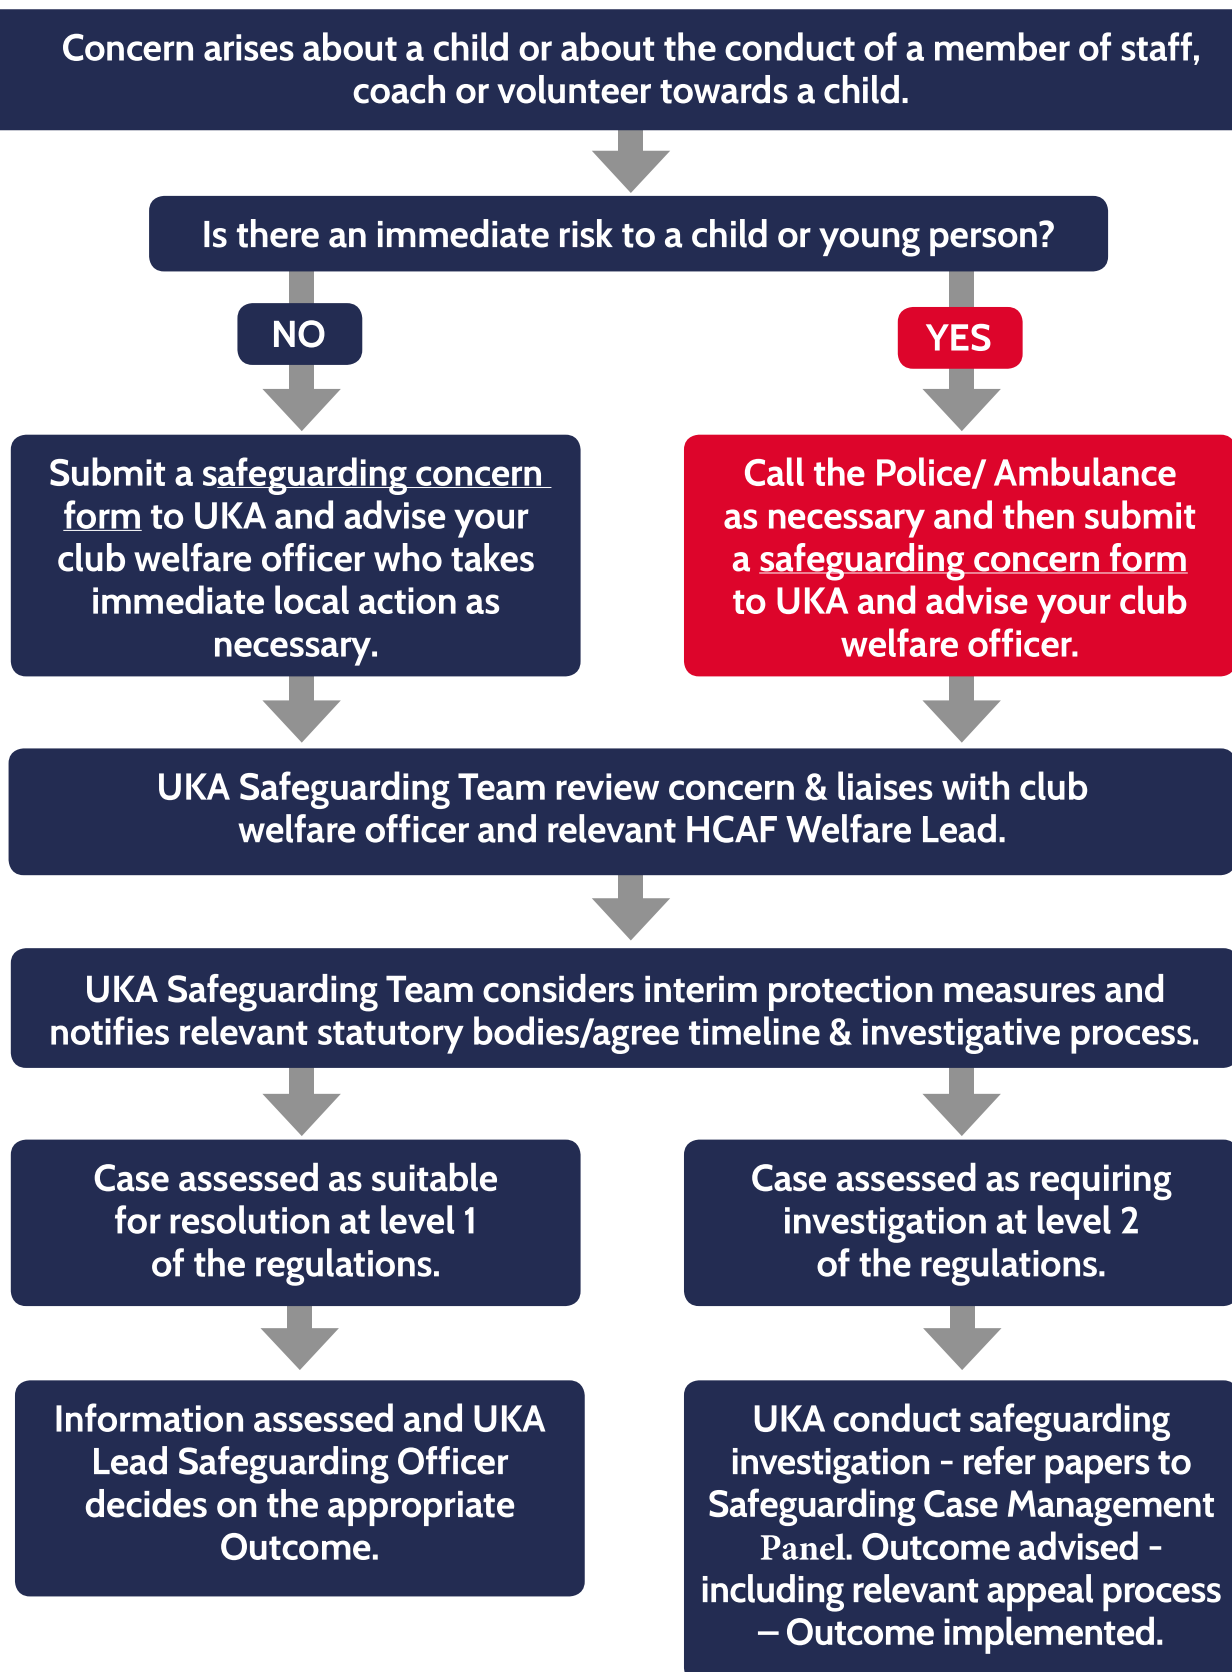 Concern arises about a child or about the conduct of a member of staff,
coach or volunteer towards a child.
Is there an immediate risk to a child or young person?
NO
YES
Submit a safeguarding concern
form to UKA and advise your
club welfare officer who takes
immediate local action as
necessary.
Call the Police/ Ambulance
as necessary and then submit
a safeguarding concern form
to UKA and advise your club
welfare officer.
UKA Safeguarding Team review concern & liaises with club
welfare officer and relevant HCAF Welfare Lead.
UKA Safeguarding Team considers interim protection measures and
notifies relevant statutory bodies/agree timeline & investigative process.
Case assessed as suitable
for resolution at level 1
of the regulations.
Case assessed as requiring
investigation at level 2
of the regulations.
Information assessed and UKA
Lead Safeguarding Officer
decides on the appropriate
Outcome.
UKA conduct safeguarding
investigation - refer papers to
Safeguarding Case Management
Panel. Outcome advised -
including relevant appeal process
– Outcome implemented.